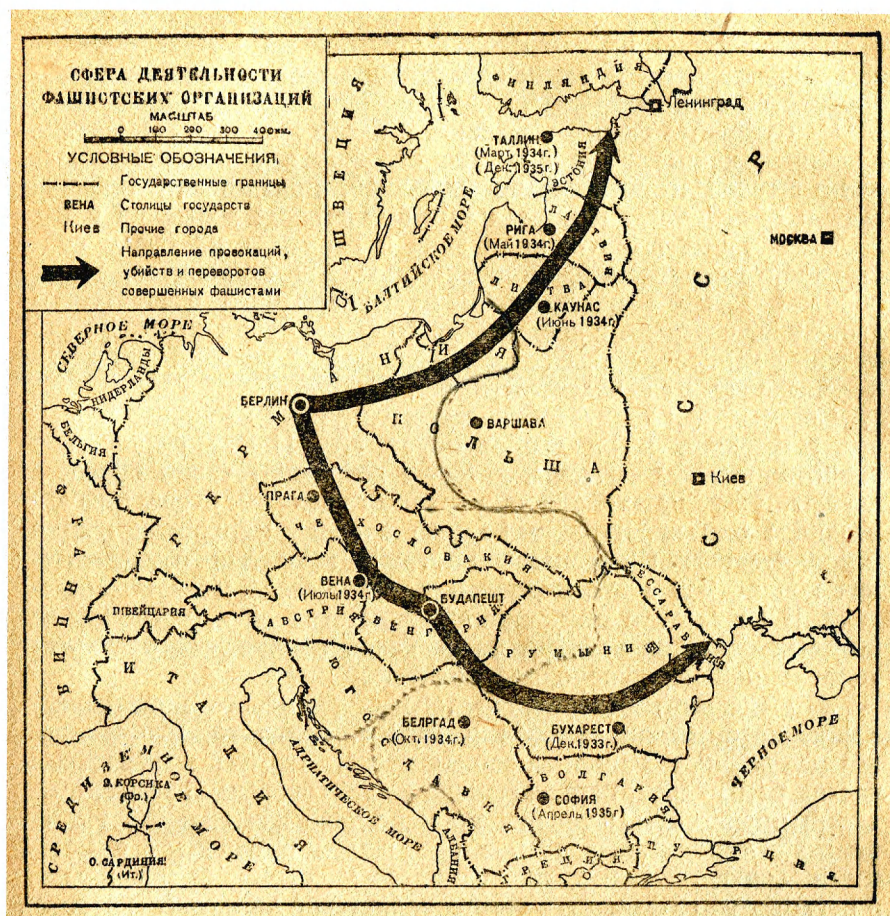 СФЕРА ДЕЯТЕЛЬНОСТИ
ФАШИСТСКИХ ОРГАНИЗАЦИЙ
МАСШТАБ
0 100 200 300 400км.
УСЛОВНЫЕ ОБОЗНАЧЕНИЯ:
Государственные границы
ВЕНА Столицы государств
Киев Прочие города
Направление провокаций,
убийств и переворотов
совершенных фашистами
ФИНЛЯНДИЯ
Ленинград
ШВЕЦИЯ
ТАЛЛИН
(Март 1934г.)
(Дек. 1935г.)
ЭСТОНИЯ
СССР
БАЛТИЙСКОЕ МОРЕ
РИГА
(Май 1934г.)
ЛАТВИЯ
МОСКВА
ЛИТВА
КАУНАС
(Июнь 1934г.
СЕВЕРНОЕ МОРЕ
НИДЕРЛАНДЫ
БЕЛЬГИЯ
БЕРЛИН
ГЕРМАНИЯ
ПОЛЬША
ВАРШАВА
Киев
ПРАГА
ЧЕХОСЛОВАКИЯ
ФРАНЦИЯ
ВЕНА
(Июль 1934г
БУДАПЕШТ
БЕССАРАБИЯ
ШВЕЙЦАРИЯ
АВСТРИЯ
ВЕНГРИЯ
РУМЫНИЯ
ИТАЛИЯ
ЮГОСЛАВИЯ
БЕЛРГАД
(Окт. 1934г.)
БУХАРЕСТ
(Дек.1933г.)
ЧЕРНОЕ МОРЕ
АДРИАТИЧЕСКОЕ МОРЕ
СРЕДИЗЕМНОЕ МОРЕ
О. КОРСИКА
(Фр.)
БОЛГАРИЯ
СОФИЯ
(Апрель 1935г)
О. САРДИНИЯ
(Ит.)
АЛБАНИЯ
ГРЕЦИЯ
ТУРЦИЯ